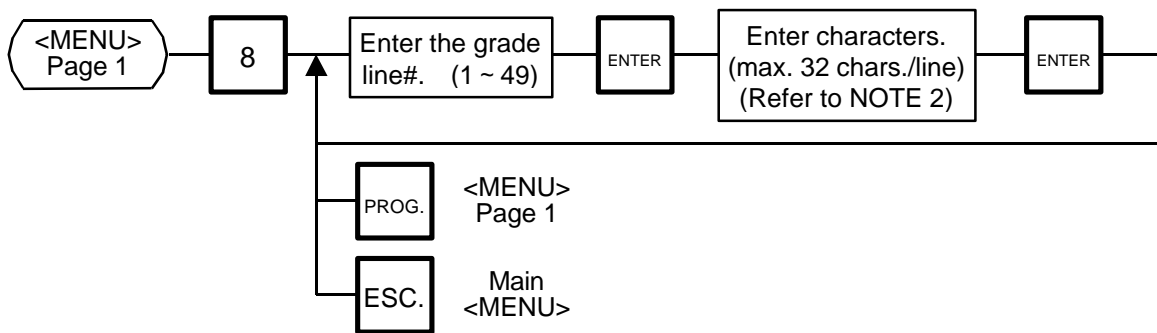 <MENU>
Page 1
8
Enter the grade
line#. (1 ~ 49)
ENTER
Enter characters.
(max. 32 chars./line)
(Refer to NOTE 2)
ENTER
PROG.
<MENU>
Page 1
ESC.
Main
<MENU>